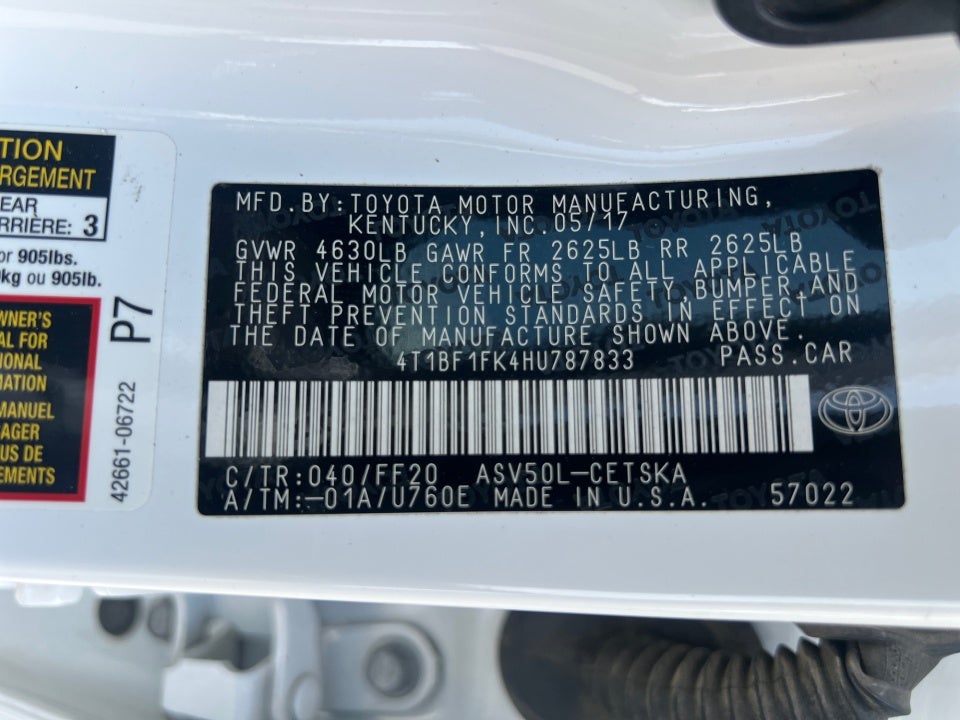 TION
RGEMENT
EAR
RRIÈRE: 3
or 905lbs.
0kg ou 905lb.
WNER'S
AL FOR
IONAL
MATION
MANUEL
AGER
US DE
EMENTS
P7
42661-06722
MFD.BY:TOYOTA MOTOR MANUFACTURING,
KENTUCKY,INC.05/17
GVWR 4630LB GAWR FR 2625LB RR 2625LB
THIS VEHICLE CONFORMS TO ALL APPLICABLE
FEDERAL MOTOR VEHICLE SAFETY,BUMPER,AND
THEFT PREVENTION STANDARDS IN EFFECT ON
THE DATE OF MANUFACTURE SHOWN ABOVE.
4T1BF1FK4HU787833 PASS.CAR
C/TR:040/FF20 ASV50L-CETSKA
A/TM:-01A/U760E MADE IN U.S.A. 57022